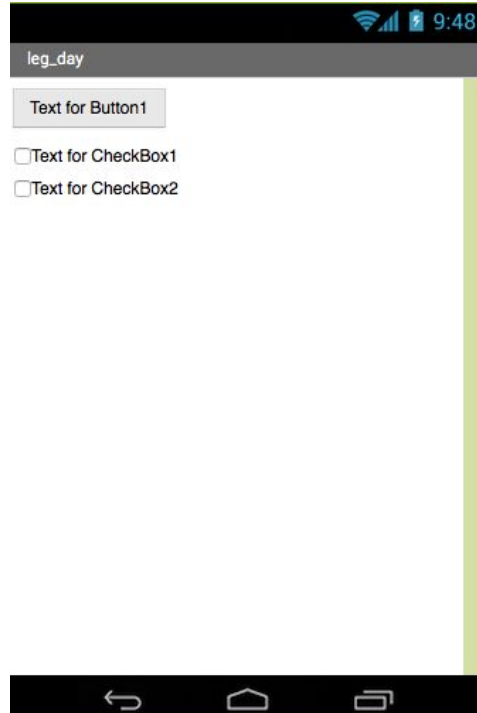 9:48
leg_day
Text for Button1
Text for CheckBox1
Text for CheckBox2